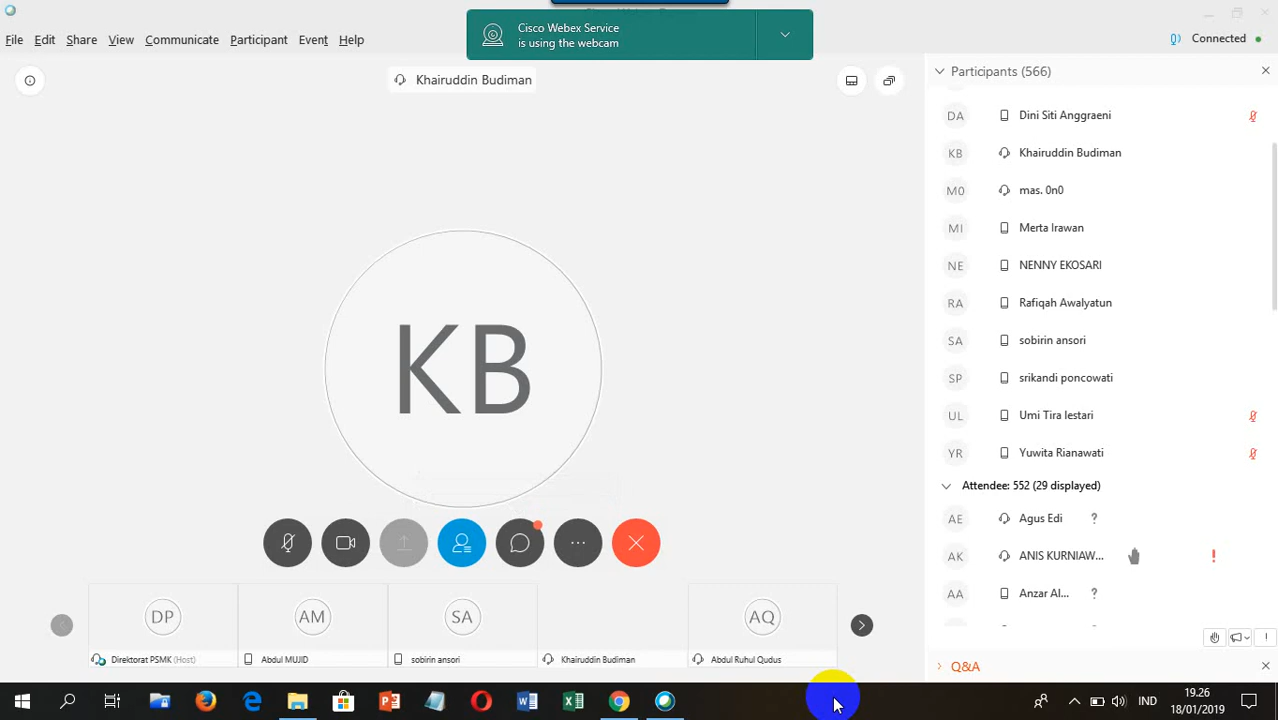 Cisco Webex Service
is using the webcam
File Edit Share View Communicate Participant Event Help
Connected
Khairuddin Budiman
Participants (566)
DA Dini Siti Anggraeni
KB Khairuddin Budiman
M0 mas. 0n0
MI Merta Irawan
NE NENNY EKOSARI
RA Rafiqah Awalyatun
SA sobirin ansori
SP srikandi poncowati
UL Umi Tira lestari
YR Yuwita Rianawati
Attendee: 552 (29 displayed)
AE Agus Edi ?
AK ANIS KURNIAW... !
AA Anzar Al... ?
KB
DP AM SA AQ
Direktorat PSMK (Host) Abdul MUJID sobirin ansori Khairuddin Budiman Abdul Ruhul Qudus
Q&A
IND
19.26
18/01/2019